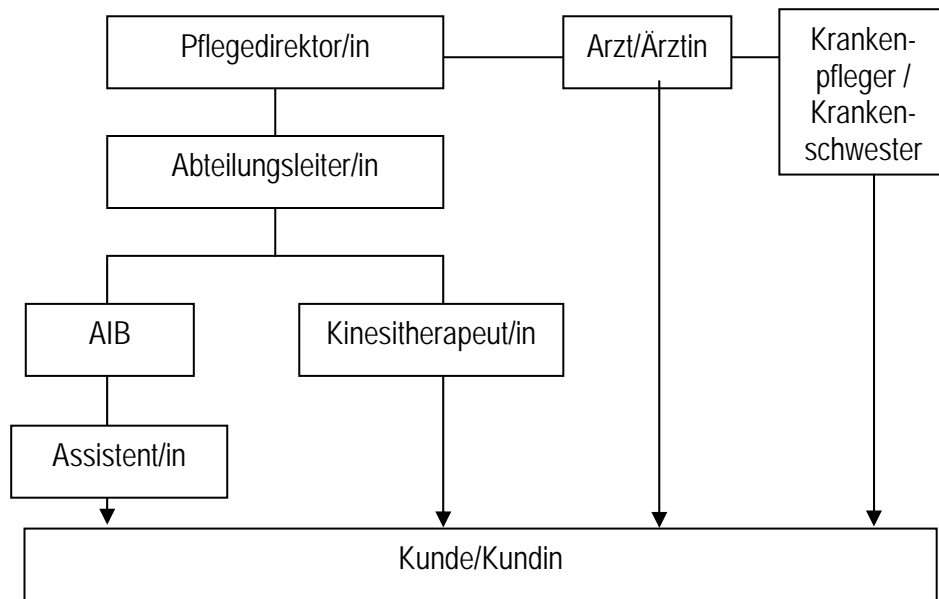 Pflegedirektor/in
Arzt/Ärztin
Kranken-
pfleger /
Kranken-
schwester
Abteilungsleiter/in
AIB
Kinesitherapeut/in
Assistent/in
Kunde/Kundin